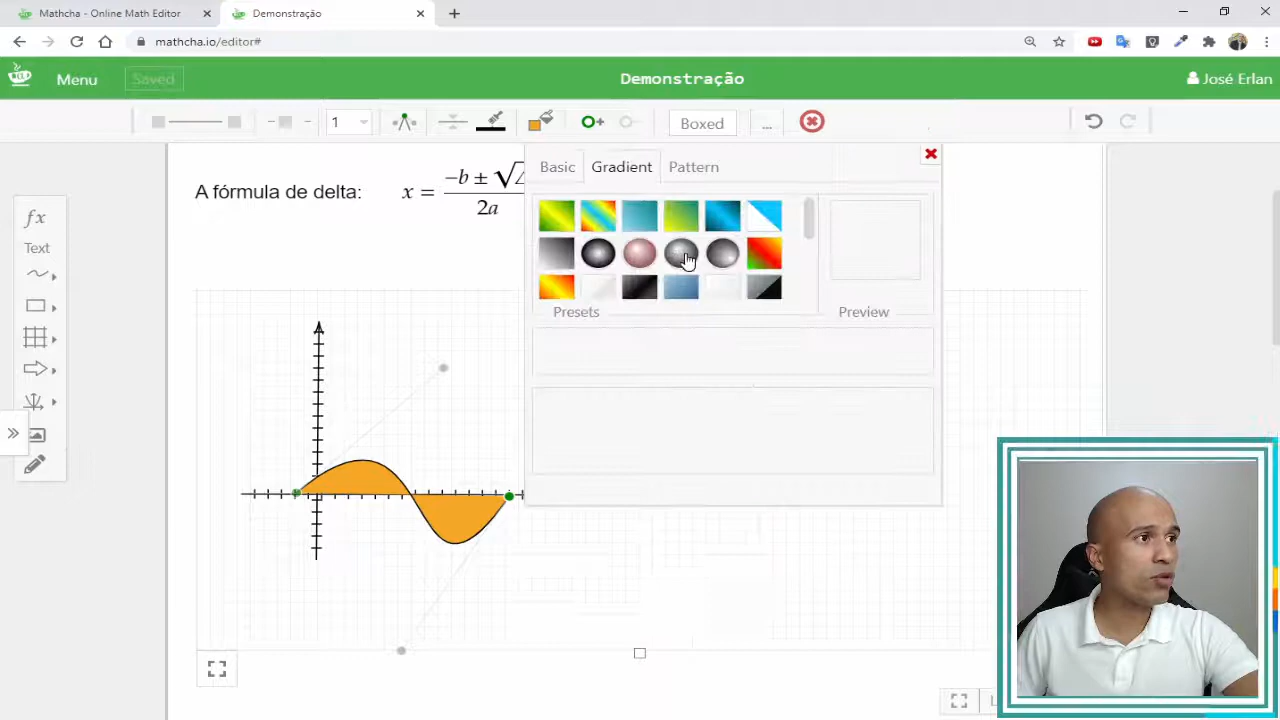 Mathcha - Online Math Editor
Demonstração
mathcha.io/editor#
Menu
Saved
Demonstração
José Erlan
1
Boxed
...
Basic
Gradient
Pattern
A fórmula de delta: x = −b ± √
2a
fx
Text
Presets
Preview